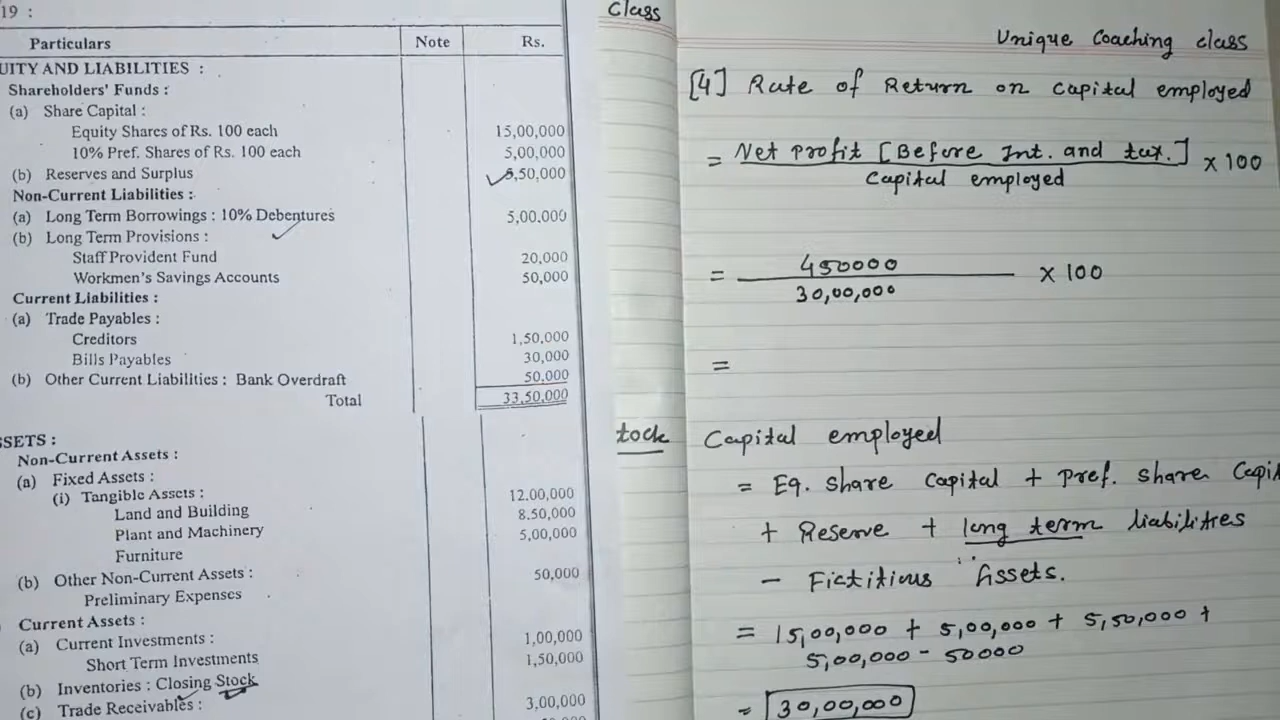 19 :
Particulars Note Rs.
UITY AND LIABILITIES :
Shareholders' Funds :
(a) Share Capital :
Equity Shares of Rs. 100 each 15,00,000
10% Pref. Shares of Rs. 100 each 5,00,000
(b) Reserves and Surplus 5,50,000
Non-Current Liabilities :
(a) Long Term Borrowings : 10% Debentures 5,00,000
(b) Long Term Provisions :
Staff Provident Fund 20,000
Workmen's Savings Accounts 50,000
Current Liabilities :
(a) Trade Payables :
Creditors 1,50,000
Bills Payables 30,000
(b) Other Current Liabilities : Bank Overdraft 50,000
Total 33,50,000
SSETS :
Non-Current Assets :
(a) Fixed Assets :
(i) Tangible Assets :
Land and Building 12,00,000
Plant and Machinery 8,50,000
Furniture 5,00,000
(b) Other Non-Current Assets :
Preliminary Expenses 50,000
Current Assets :
(a) Current Investments :
Short Term Investments 1,00,000
(b) Inventories : Closing Stock 1,50,000
(c) Trade Receivables :
3,00,000
Class
tock
Unique Coaching class
[4] Rate of Return on Capital employed
= Net Profit [Before Int. and tax.] × 100
Capital employed
= 450000 × 100
30,00,000
=
Capital employed
= Eq. Share Capital + Pref. Share Capi
+ Reserve + long term liabilitres
- Fictitious Assets.
= 15,00,000 + 5,00,000 + 5,50,000 +
5,00,000 - 50000
= 30,00,000